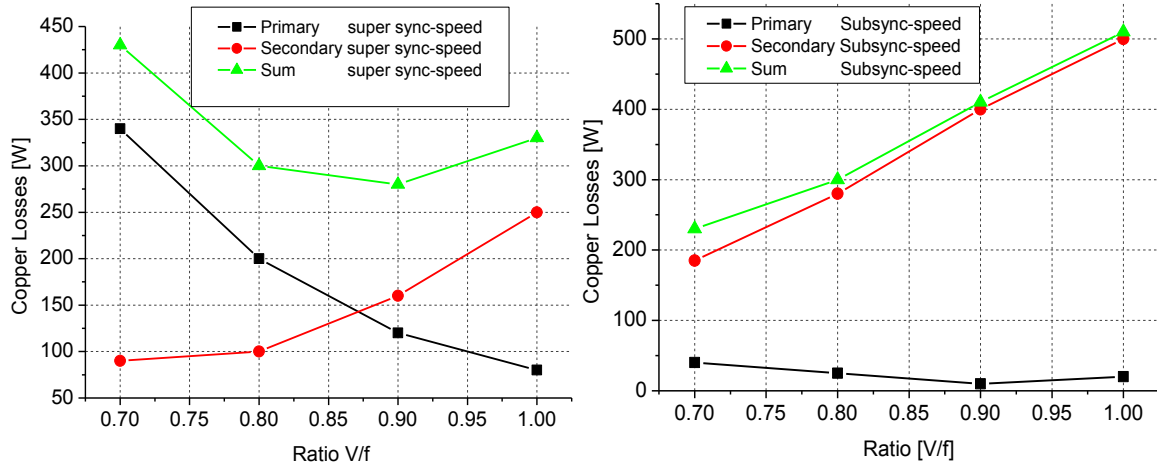 Primary super sync-speed
Secondary super sync-speed
Sum super sync-speed
450
400
350
300
250
200
150
100
50
Copper Losses [W]
0.70 0.75 0.80 0.85 0.90 0.95 1.00
Ratio V/f
Primary Subsync-speed
Secondary Subsync-speed
Sum Subsync-speed
500
400
300
200
100
0
Copper Losses [W]
0.70 0.75 0.80 0.85 0.90 0.95 1.00
Ratio [V/f]